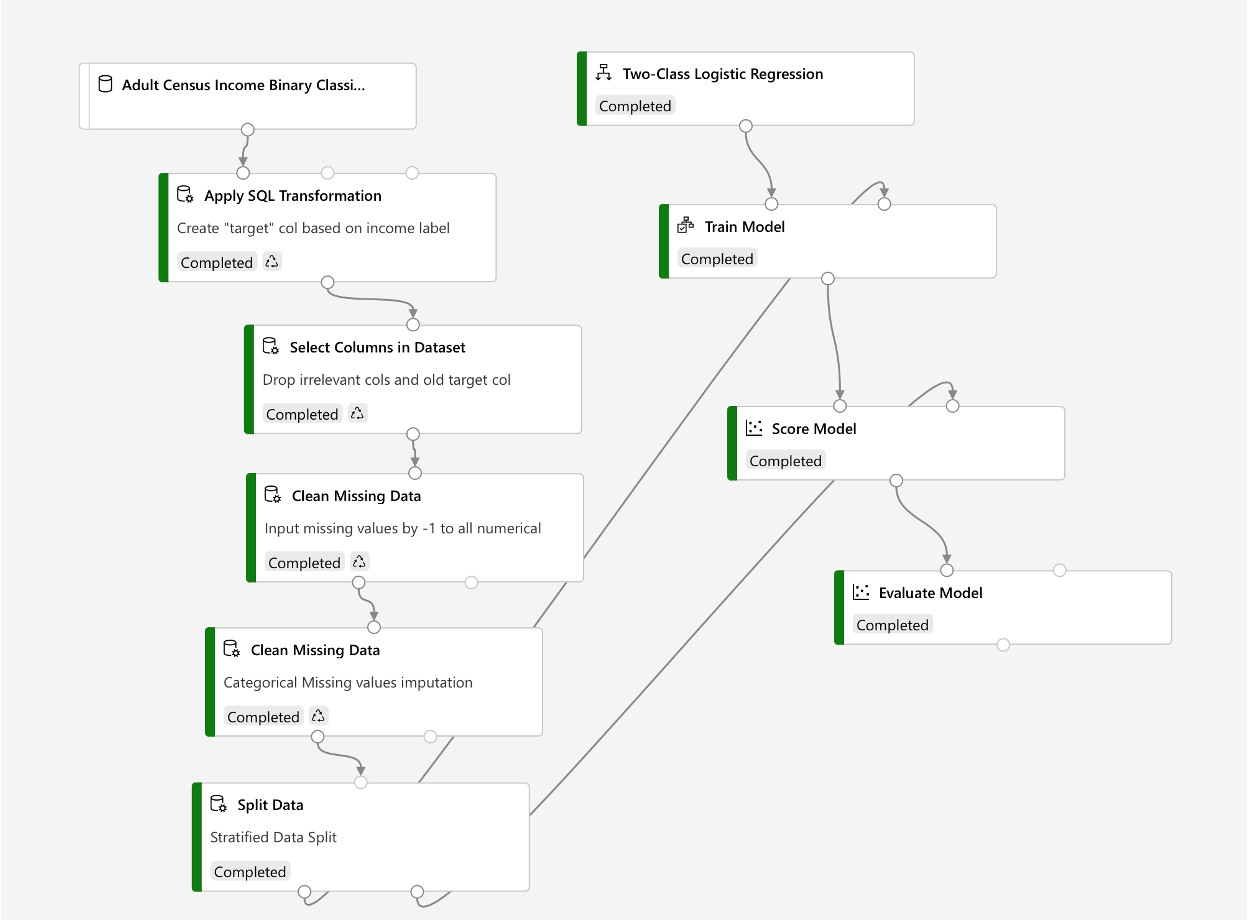 Adult Census Income Binary Classi...
Apply SQL Transformation
Create "target" col based on income label
Completed
Select Columns in Dataset
Drop irrelevant cols and old target col
Completed
Clean Missing Data
Input missing values by -1 to all numerical
Completed
Clean Missing Data
Categorical Missing values imputation
Completed
Split Data
Stratified Data Split
Completed
Two-Class Logistic Regression
Completed
Train Model
Completed
Score Model
Completed
Evaluate Model
Completed